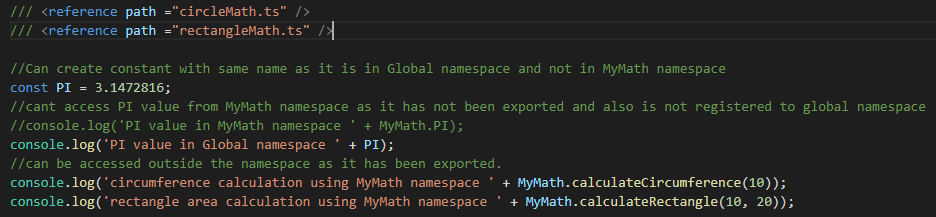 /// <reference path ="circleMath.ts" />
/// <reference path ="rectangleMath.ts" />
//Can create constant with same name as it is in Global namespace and not in MyMath namespace
const PI = 3.1472816;
//cant access PI value from MyMath namespace as it has not been exported and also is not registered to global namespace
//console.log('PI value in MyMath namespace ' + MyMath.PI);
console.log('PI value in Global namespace ' + PI);
//can be accessed outside the namespace as it has been exported.
console.log('circumference calculation using MyMath namespace ' + MyMath.calculateCircumference(10));
console.log('rectangle area calculation using MyMath namespace ' + MyMath.calculateRectangle(10, 20));